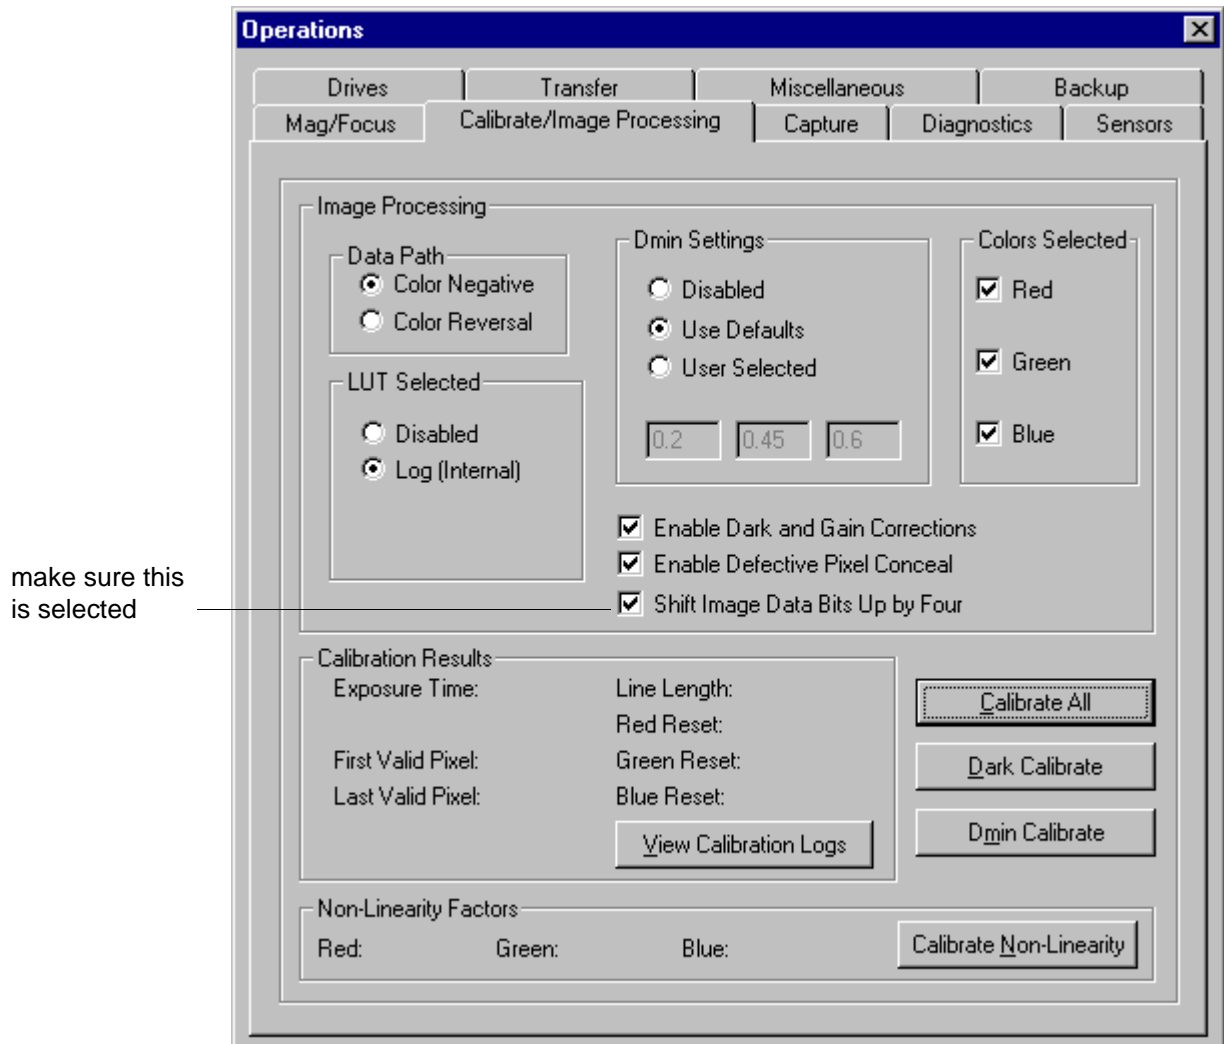 Operations
Drives Transfer Miscellaneous Backup
Mag/Focus Calibrate/Image Processing Capture Diagnostics Sensors
Image Processing
Data Path
Color Negative
Color Reversal
LUT Selected
Disabled
Log (Internal)
Dmin Settings
Disabled
Use Defaults
User Selected
0.2 0.45 0.6
Colors Selected
Red
Green
Blue
Enable Dark and Gain Corrections
Enable Defective Pixel Conceal
Shift Image Data Bits Up by Four
make sure this
is selected
Calibration Results
Exposure Time: Line Length:
Red Reset:
First Valid Pixel: Green Reset:
Last Valid Pixel: Blue Reset:
View Calibration Logs
Calibrate All
Dark Calibrate
Dmin Calibrate
Non-Linearity Factors
Red: Green: Blue:
Calibrate Non-Linearity